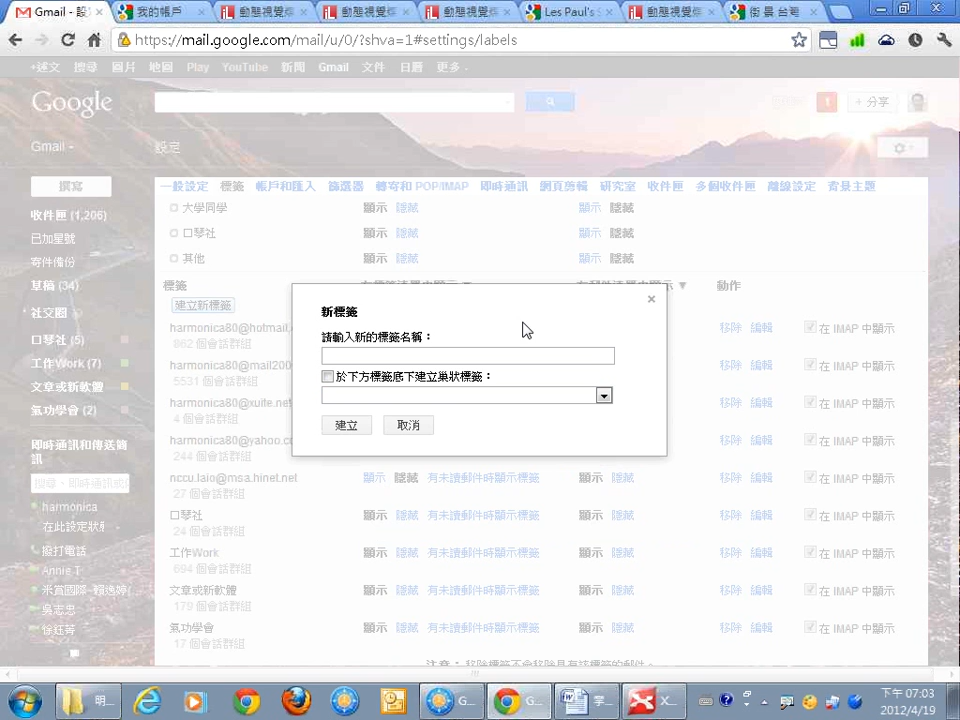 Gmail - 設
我的帳戶
動態視覺
動態視覺
動態視覺
Les Paul's
動態視覺
街 景 台灣
https://mail.google.com/mail/u/0/?shva=1#settings/labels
搜尋 圖片 地圖 Play YouTube 新聞 Gmail 文件 日曆 更多
Google
1
+ 分享
Gmail
設定
撰寫
收件匣 (1,206)
已加星號
寄件備份
草稿 (34)
社交圈
口琴社 (5)
工作Work (7)
文章或新軟體
氣功學會 (2)
即時通訊和傳送簡訊
harmonica
在此設定狀態
撥打電話
Annie T
吳志忠
一般設定 標籤 帳戶和匯入 篩選器 轉寄和 POP/IMAP 即時通訊 網頁剪輯 研究室 收件匣 多個收件匣 離線設定 背景主題
大學同學 顯示 隱藏 顯示 隱藏
口琴社 顯示 隱藏 顯示 隱藏
其他 顯示 隱藏 顯示 隱藏
標籤 動作
建立新標籤
harmonica80@hotmail. 移除 編輯 在 IMAP 中顯示
862 個會話群組
harmonica80@mail200 移除 編輯 在 IMAP 中顯示
5531 個會話群組
harmonica80@xuite.net 移除 編輯 在 IMAP 中顯示
4 個會話群組
harmonica80@yahoo.c 移除 編輯 在 IMAP 中顯示
244 個會話群組
新標籤
請輸入新的標籤名稱：
於下方標籤底下建立巢狀標籤：
建立 取消
nccu.laio@msa.hinet.net 顯示 隱藏 有未讀郵件時顯示標籤 顯示 隱藏 移除 編輯 在 IMAP 中顯示
27 個會話群組
口琴社 顯示 隱藏 有未讀郵件時顯示標籤 顯示 隱藏 移除 編輯 在 IMAP 中顯示
24 個會話群組
工作Work 顯示 隱藏 有未讀郵件時顯示標籤 顯示 隱藏 移除 編輯 在 IMAP 中顯示
694 個會話群組
文章或新軟體 顯示 隱藏 有未讀郵件時顯示標籤 顯示 隱藏 移除 編輯 在 IMAP 中顯示
179 個會話群組
氣功學會 顯示 隱藏 有未讀郵件時顯示標籤 顯示 隱藏 移除 編輯 在 IMAP 中顯示
17 個會話群組
注意：移除標籤不會移除具有該標籤的郵件。
明...
G...
G...
掌...
X...
下午 07:03
2012/4/19